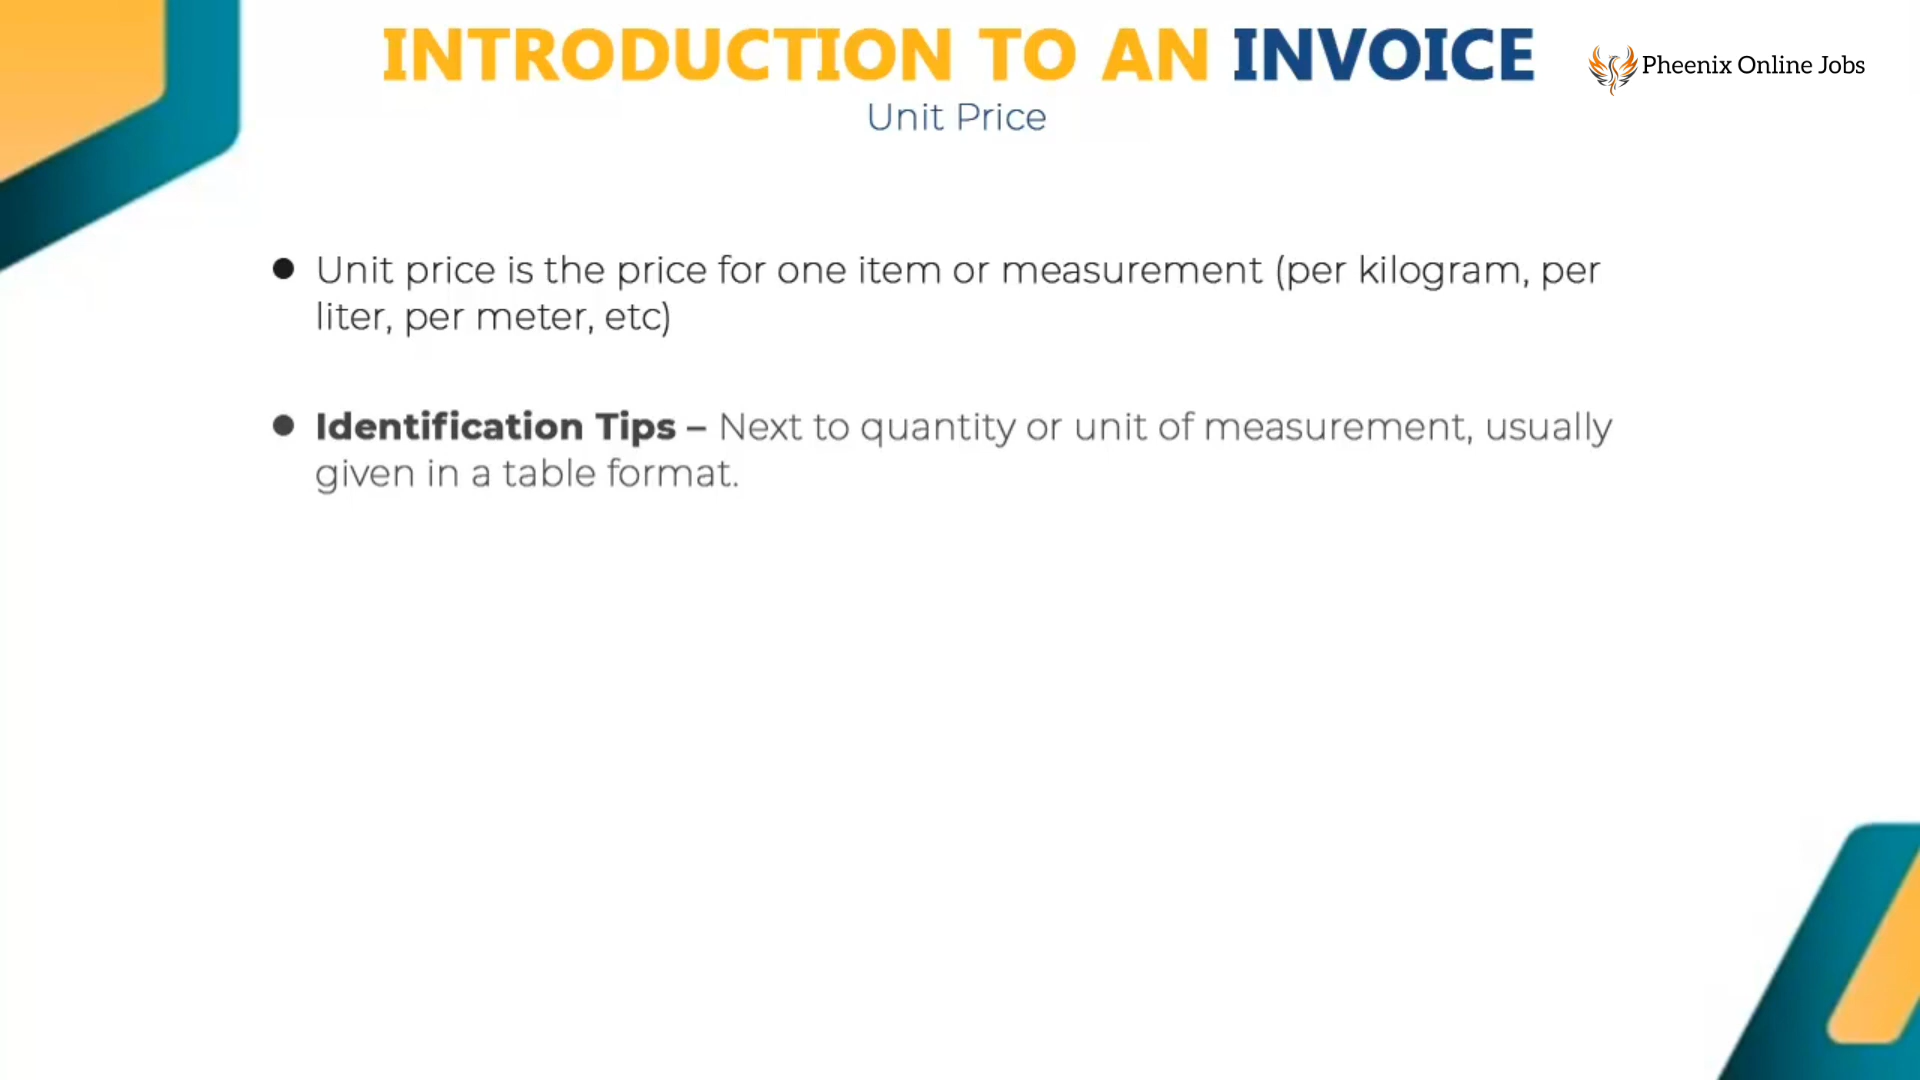 INTRODUCTION TO AN INVOICE
Pheenix Online Jobs
Unit Price
● Unit price is the price for one item or measurement (per kilogram, per
liter, per meter, etc)
● Identification Tips – Next to quantity or unit of measurement, usually
given in a table format.